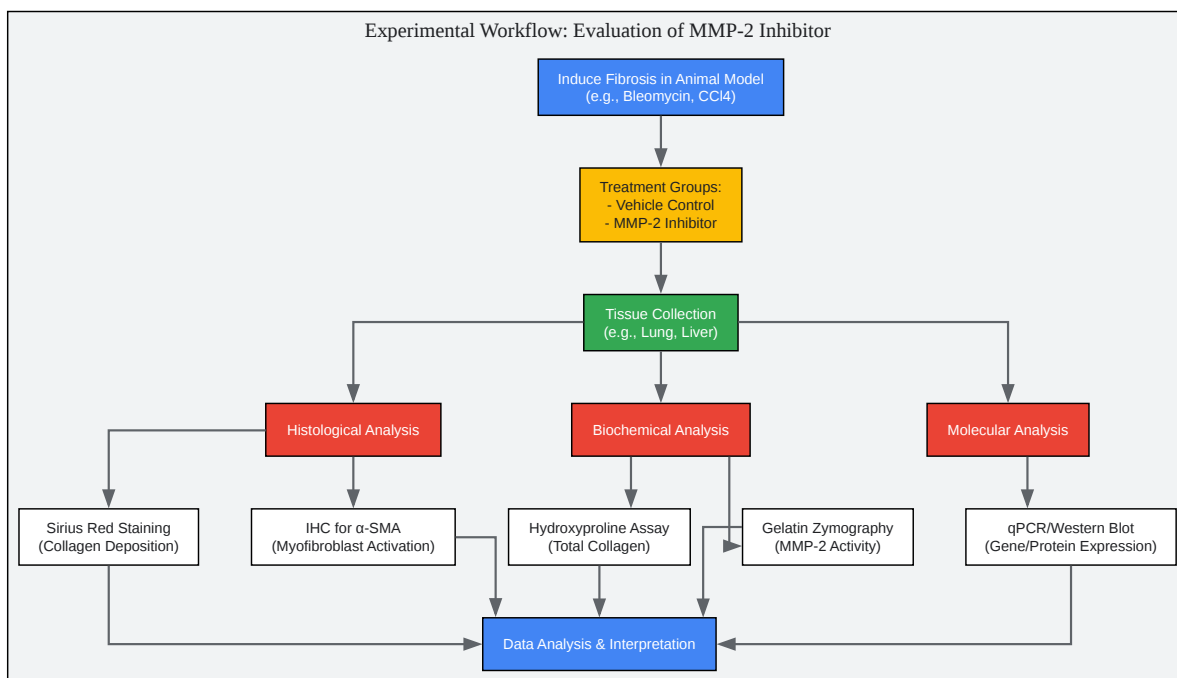 Experimental Workflow: Evaluation of MMP-2 Inhibitor
Induce Fibrosis in Animal Model
(e.g., Bleomycin, CCl4)
Treatment Groups:
- Vehicle Control
- MMP-2 Inhibitor
Tissue Collection
(e.g., Lung, Liver)
Histological Analysis
Biochemical Analysis
Molecular Analysis
Sirius Red Staining
(Collagen Deposition)
IHC for α-SMA
(Myofibroblast Activation)
Hydroxyproline Assay
(Total Collagen)
Gelatin Zymography
(MMP-2 Activity)
qPCR/Western Blot
(Gene/Protein Expression)
Data Analysis & Interpretation